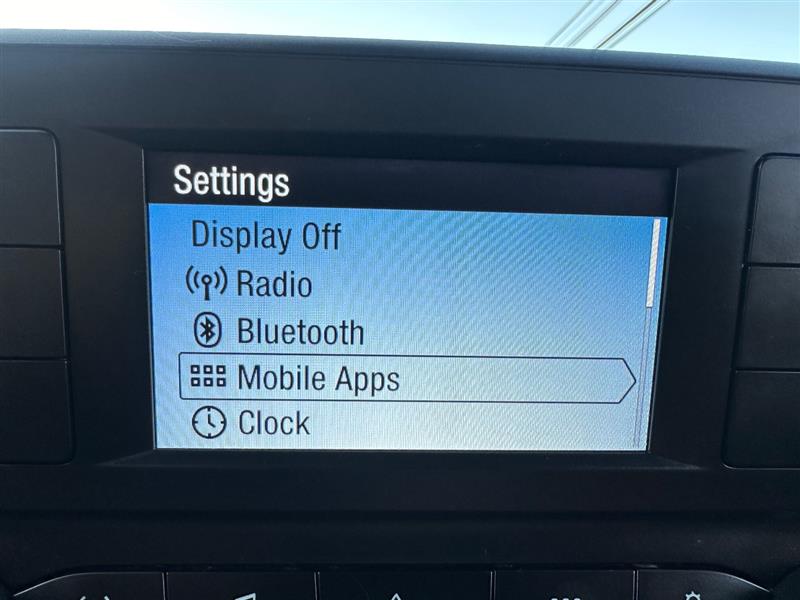 Settings
Display Off
Radio
Bluetooth
Mobile Apps
Clock